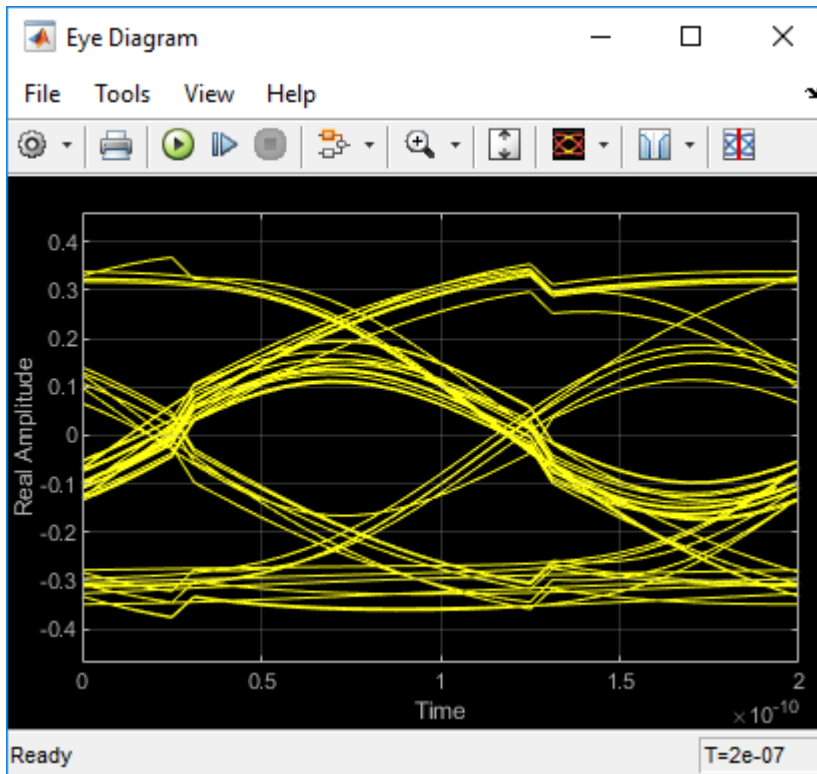 Eye Diagram
File Tools View Help
0.4
0.3
0.2
0.1
0
-0.1
-0.2
-0.3
-0.4
Real Amplitude
0 0.5 1 1.5 2
Time
×10⁻¹⁰
Ready T=2e-07